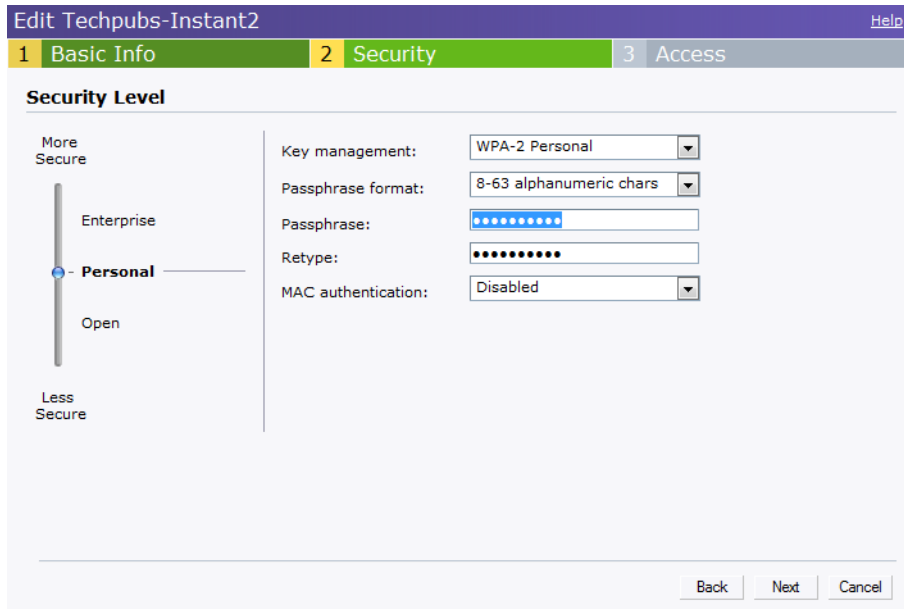 Edit Techpubs-Instant2
Help
1 Basic Info
2 Security
3 Access
Security Level
More
Secure
Enterprise
Personal
Open
Less
Secure
Key management: WPA-2 Personal
Passphrase format: 8-63 alphanumeric chars
Passphrase: ●●●●●●●●●●
Retype: ●●●●●●●●●●
MAC authentication: Disabled
Back Next Cancel